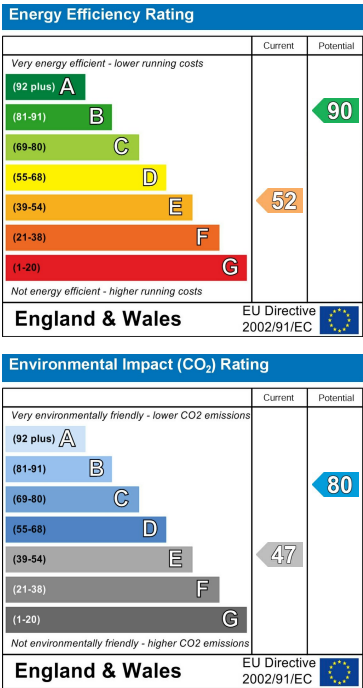 Energy Efficiency Rating
Current Potential
Very energy efficient - lower running costs
(92 plus) A
(81-91) B
90
(69-80) C
(55-68) D
(39-54) E
52
(21-38) F
(1-20) G
Not energy efficient - higher running costs
England & Wales
EU Directive
2002/91/EC
Environmental Impact (CO2) Rating
Current Potential
Very environmentally friendly - lower CO2 emissions
(92 plus) A
(81-91) B
80
(69-80) C
(55-68) D
(39-54) E
47
(21-38) F
(1-20) G
Not environmentally friendly - higher CO2 emissions
England & Wales
EU Directive
2002/91/EC